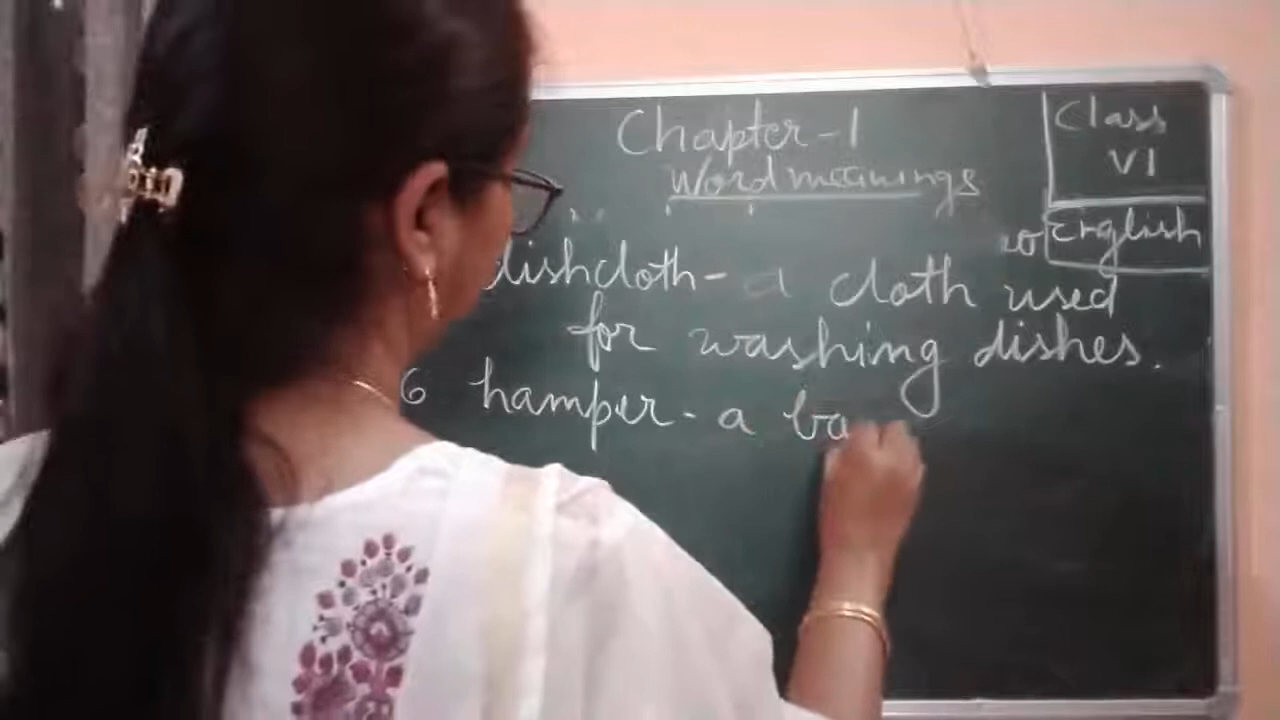 Chapter-1
Word meanings
Class
VI
English
dishcloth - a cloth used
for washing dishes.
6 hamper - a ba